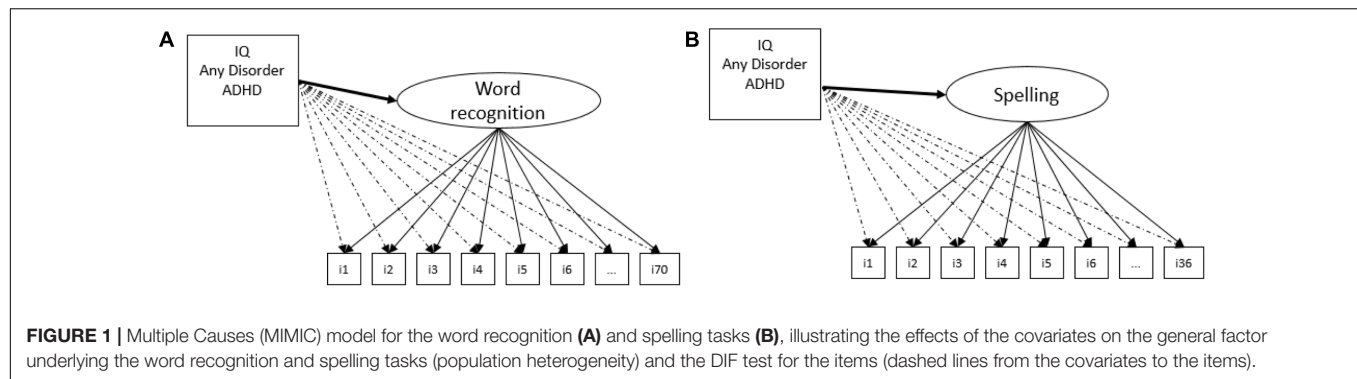 A
IQ
Any Disorder
ADHD
Word
recognition
i1 i2 i3 i4 i5 i6 ... i70
B
IQ
Any Disorder
ADHD
Spelling
i1 i2 i3 i4 i5 i6 ... i36
FIGURE 1 | Multiple Causes (MIMIC) model for the word recognition (A) and spelling tasks (B), illustrating the effects of the covariates on the general factor
underlying the word recognition and spelling tasks (population heterogeneity) and the DIF test for the items (dashed lines from the covariates to the items).